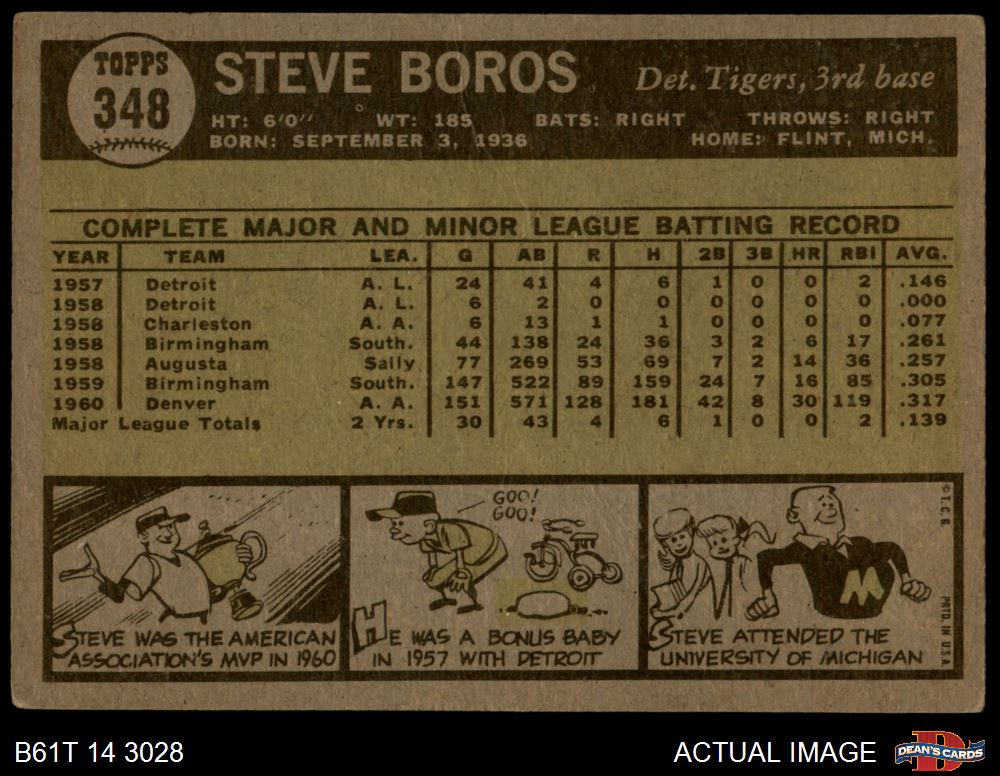 TOPPS
348
STEVE BOROS
Det. Tigers, 3rd base
HT: 6'0" WT: 185 BATS: RIGHT THROWS: RIGHT
BORN: SEPTEMBER 3, 1936 HOME: FLINT, MICH.
COMPLETE MAJOR AND MINOR LEAGUE BATTING RECORD
YEAR TEAM LEA. G AB R H 2B 3B HR RBI AVG.
1957 Detroit A. L. 24 41 4 6 1 0 0 2 .146
1958 Detroit A. L. 6 2 0 0 0 0 0 0 .000
1958 Charleston A. A. 6 13 1 1 0 0 0 0 .077
1958 Birmingham South. 44 138 24 36 3 2 6 17 .261
1958 Augusta Sally 77 269 53 69 7 2 14 36 .257
1959 Birmingham South. 147 522 89 159 24 7 16 85 .305
1960 Denver A. A. 151 571 128 181 42 8 30 119 .317
Major League Totals 2 Yrs. 30 43 4 6 1 0 0 2 .139
STEVE WAS THE AMERICAN
ASSOCIATION'S MVP IN 1960
GOO!
GOO!
HE WAS A BONUS BABY
IN 1957 WITH DETROIT
M
STEVE ATTENDED THE
UNIVERSITY OF MICHIGAN
© T. C. G.
PRTD. IN U.S.A.
B61T 14 3028
ACTUAL IMAGE
D
DEAN'S CARDS